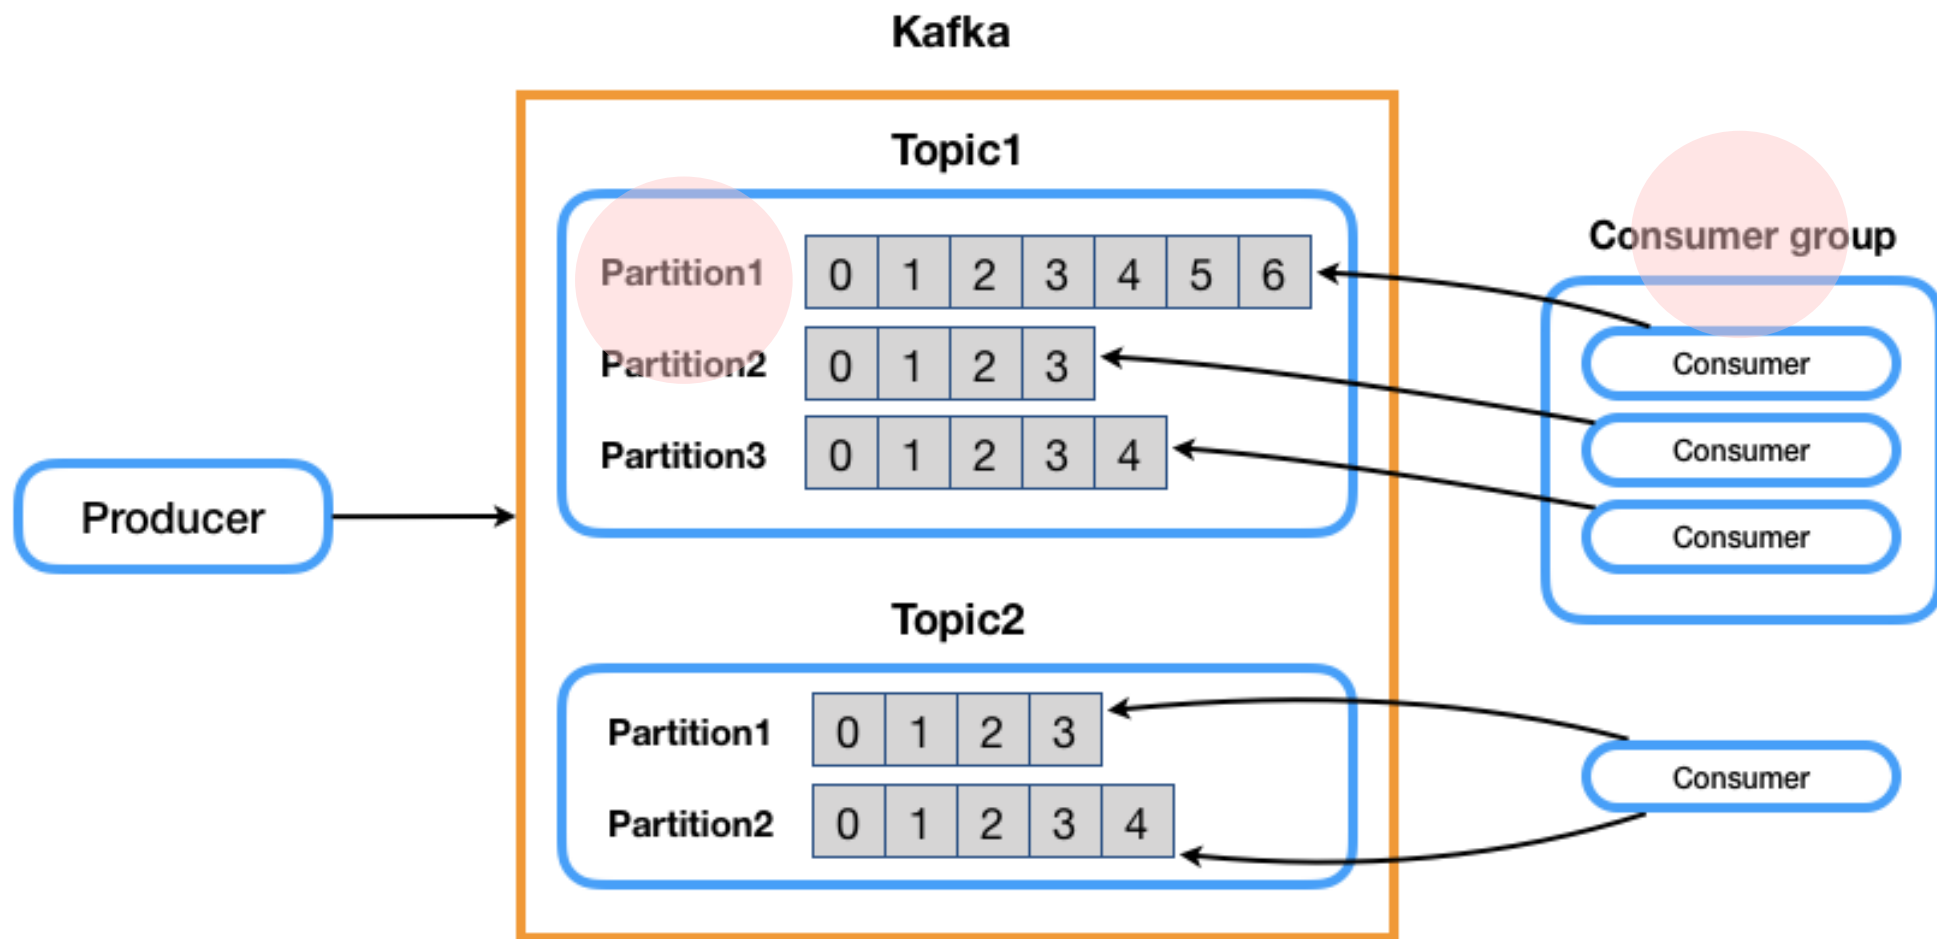 Kafka
Topic1
Partition1 0 1 2 3 4 5 6
Partition2 0 1 2 3
Partition3 0 1 2 3 4
Producer
Topic2
Partition1 0 1 2 3
Partition2 0 1 2 3 4
Consumer group
Consumer
Consumer
Consumer
Consumer